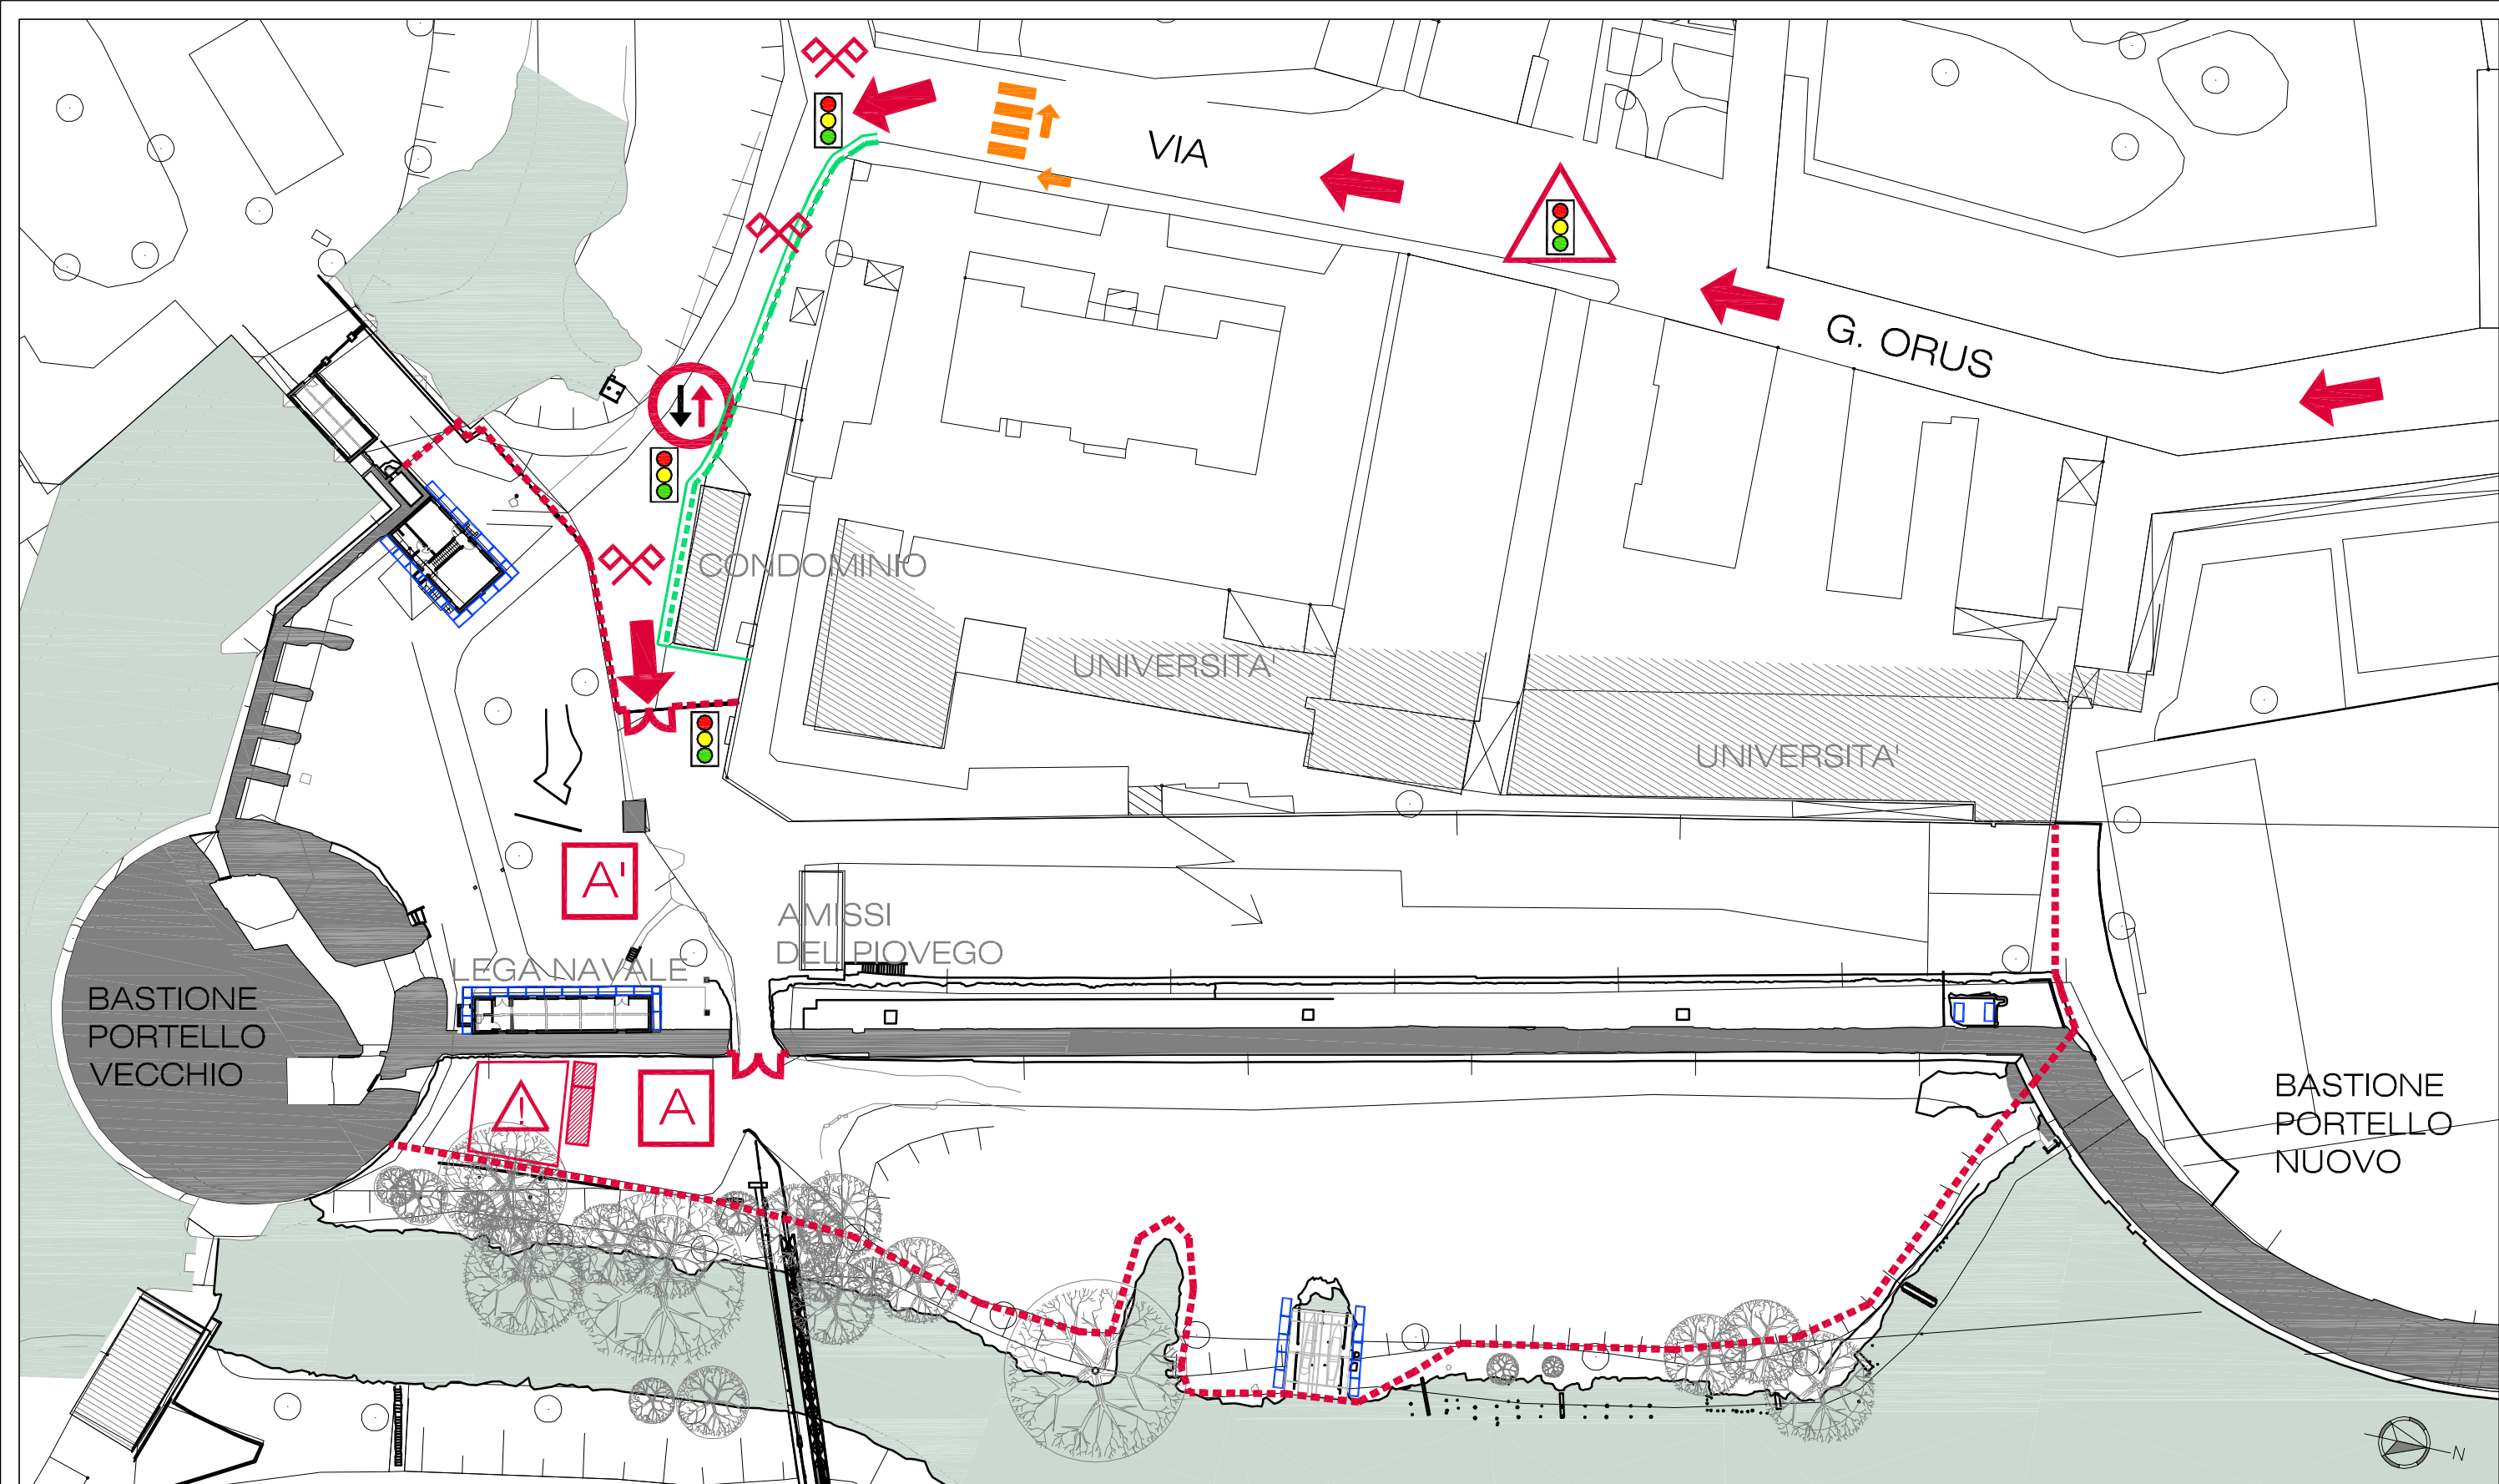 VIA
G. ORUS
CONDOMINIO
UNIVERSITA'
UNIVERSITA'
A'
AMISSI
DEL PIOVEGO
LEGA NAVALE
BASTIONE
PORTELLO
VECCHIO
!
A
BASTIONE
PORTELLO
NUOVO
N